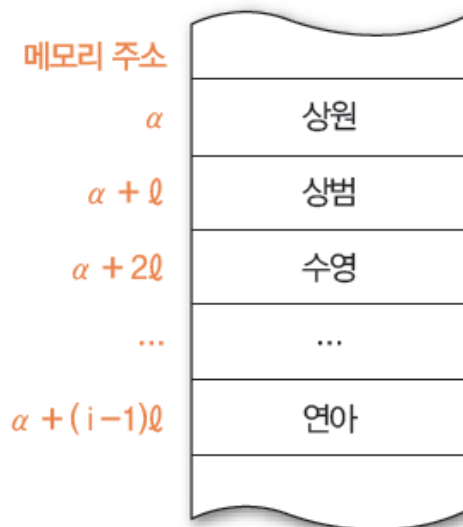 메모리 주소
α 상원
α + ℓ 상범
α + 2ℓ 수영
... ...
α + (i-1)ℓ 연아